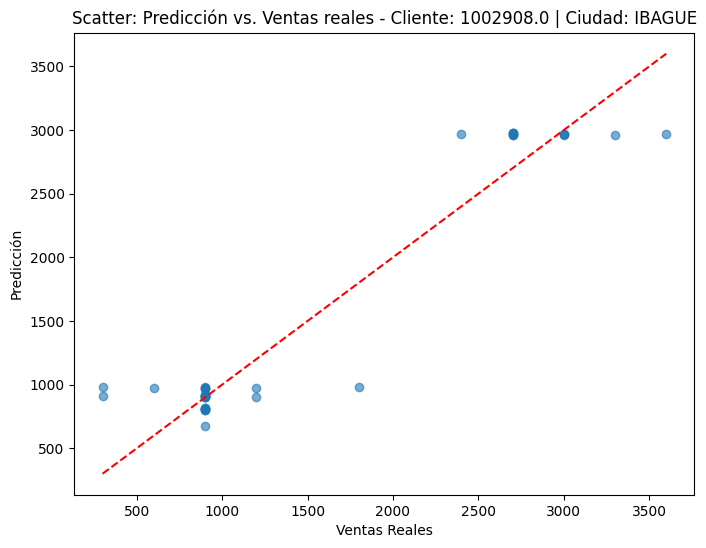 Scatter: Predicción vs. Ventas reales - Cliente: 1002908.0 | Ciudad: IBAGUE
3500
3000
2500
2000
1500
1000
500
Predicción
500 1000 1500 2000 2500 3000 3500
Ventas Reales